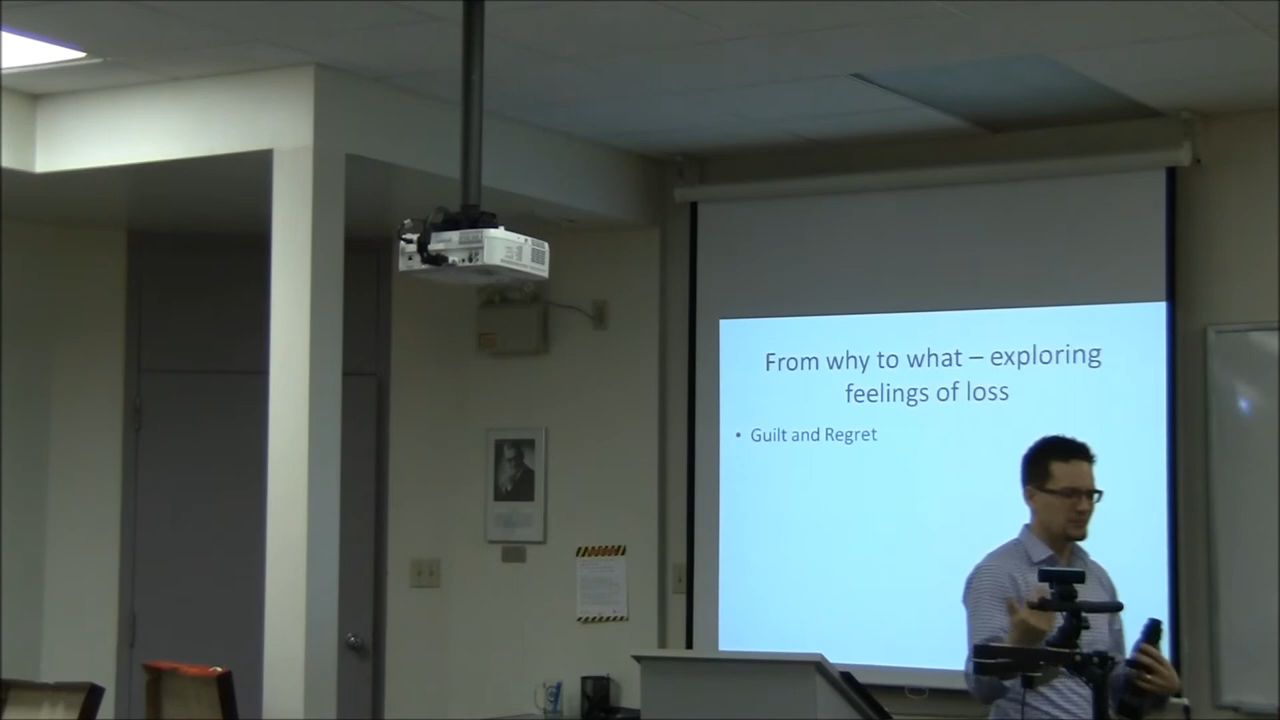 From why to what – exploring
feelings of loss
• Guilt and Regret